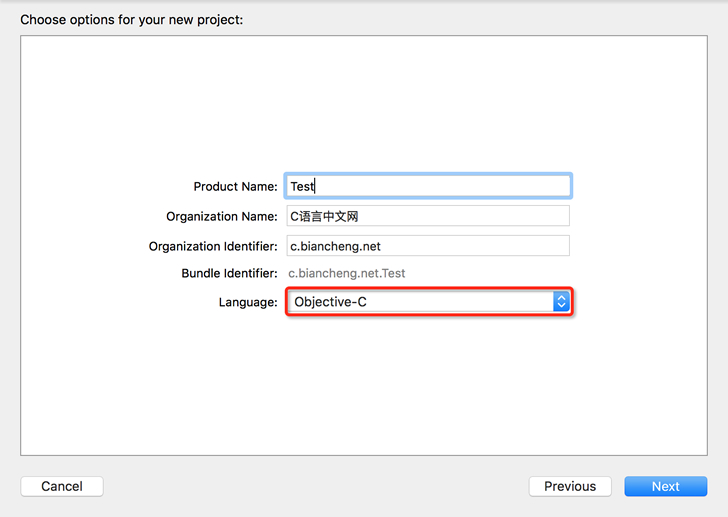 Choose options for your new project:
Product Name: Test
Organization Name: C语言中文网
Organization Identifier: c.biancheng.net
Bundle Identifier: c.biancheng.net.Test
Language: Objective-C
Cancel Previous Next